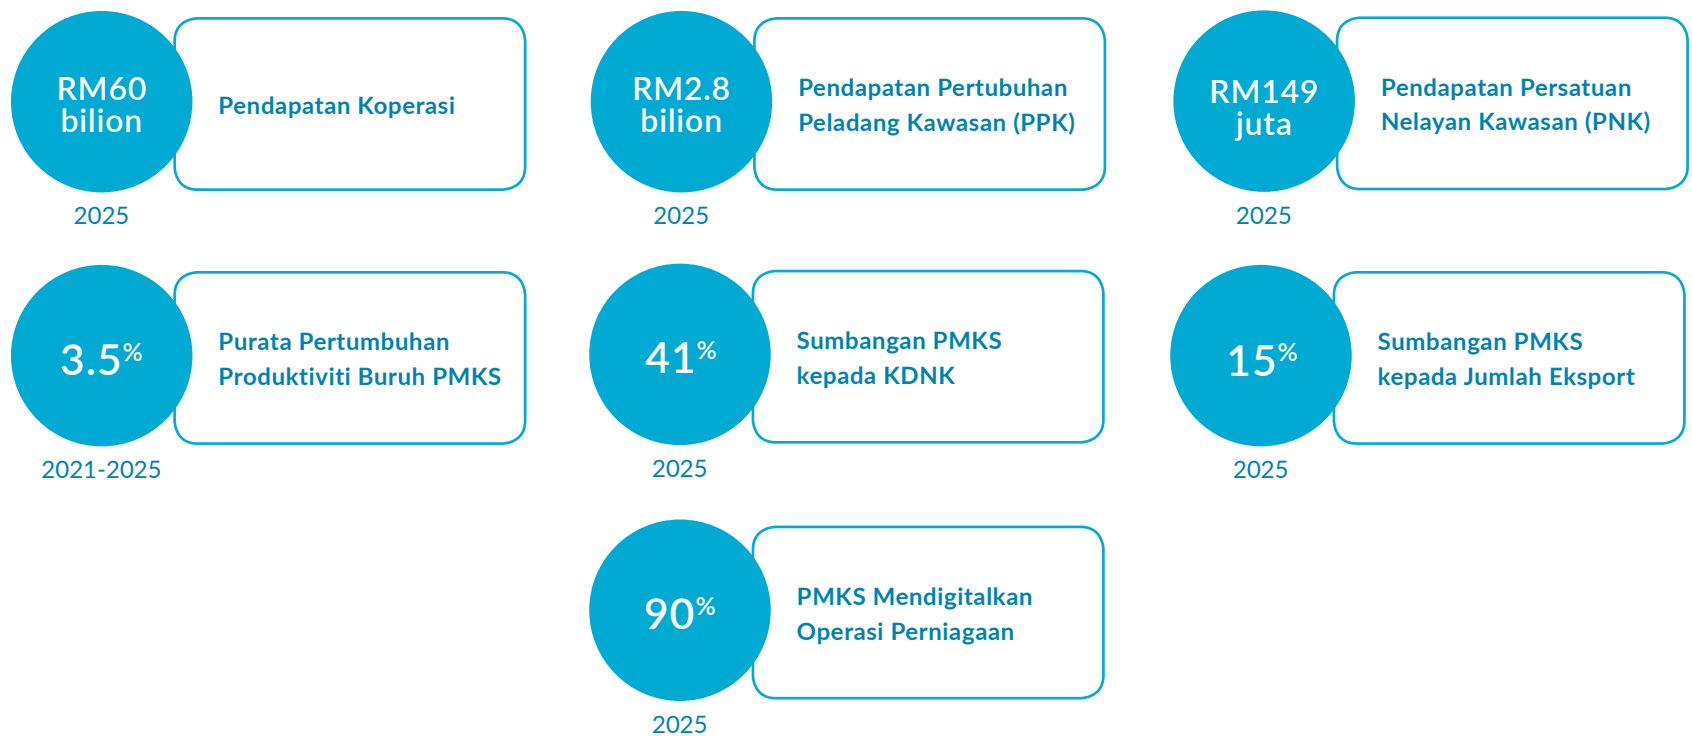 RM60
bilion
Pendapatan Koperasi
2025
RM2.8
bilion
Pendapatan Pertubuhan
Peladang Kawasan (PPK)
2025
RM149
juta
Pendapatan Persatuan
Nelayan Kawasan (PNK)
2025
3.5%
Purata Pertumbuhan
Produktiviti Buruh PMKS
2021-2025
41%
Sumbangan PMKS
kepada KDNK
2025
15%
Sumbangan PMKS
kepada Jumlah Eksport
2025
90%
PMKS Mendigitalkan
Operasi Perniagaan
2025